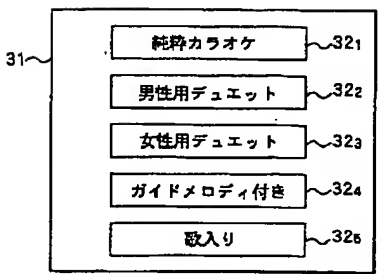 31
純粋カラオケ 32₁
男性用デュエット 32₂
女性用デュエット 32₃
ガイドメロディ付き 32₄
歌入り 32₅